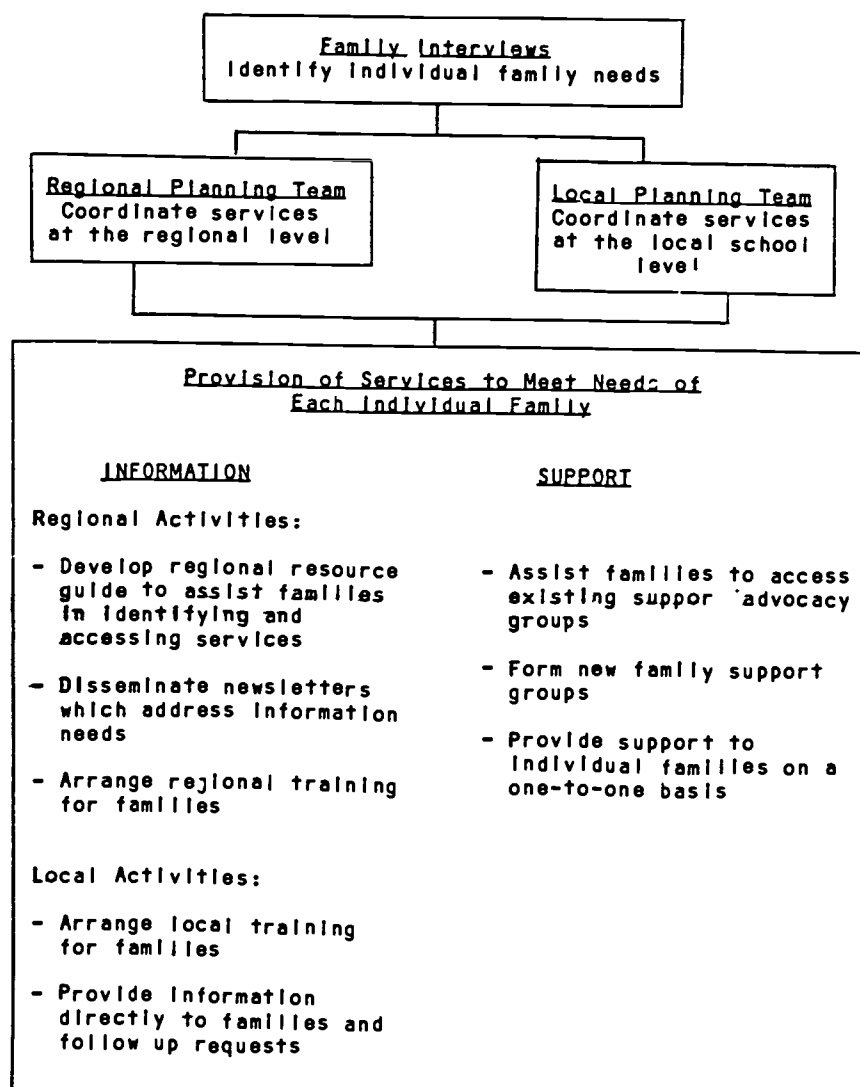 Family Interviews
Identify individual family needs
Regional Planning Team
Coordinate services
at the regional level
Local Planning Team
Coordinate services
at the local school
level
Provision of Services to Meet Needs of
Each Individual Family
INFORMATION
Regional Activities:
- Develop regional resource
guide to assist families
in identifying and
accessing services
- Disseminate newsletters
which address information
needs
- Arrange regional training
for families
Local Activities:
- Arrange local training
for families
- Provide information
directly to families and
follow up requests
SUPPORT
- Assist families to access
existing suppor advocacy
groups
- Form new family support
groups
- Provide support to
individual families on a
one-to-one basis